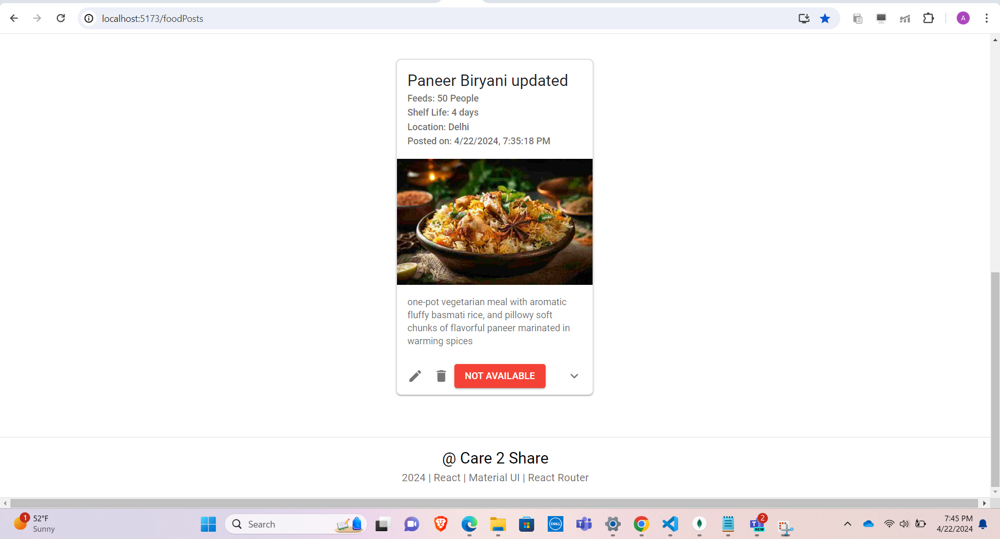 localhost:5173/foodPosts
A
Paneer Biryani updated
Feeds: 50 People
Shelf Life: 4 days
Location: Delhi
Posted on: 4/22/2024, 7:35:18 PM
one-pot vegetarian meal with aromatic
fluffy basmati rice, and pillowy soft
chunks of flavorful paneer marinated in
warming spices
NOT AVAILABLE
@ Care 2 Share
2024 | React | Material UI | React Router
1
52°F
Sunny
Search
DELL
T
T
2
NEW
7:45 PM
4/22/2024